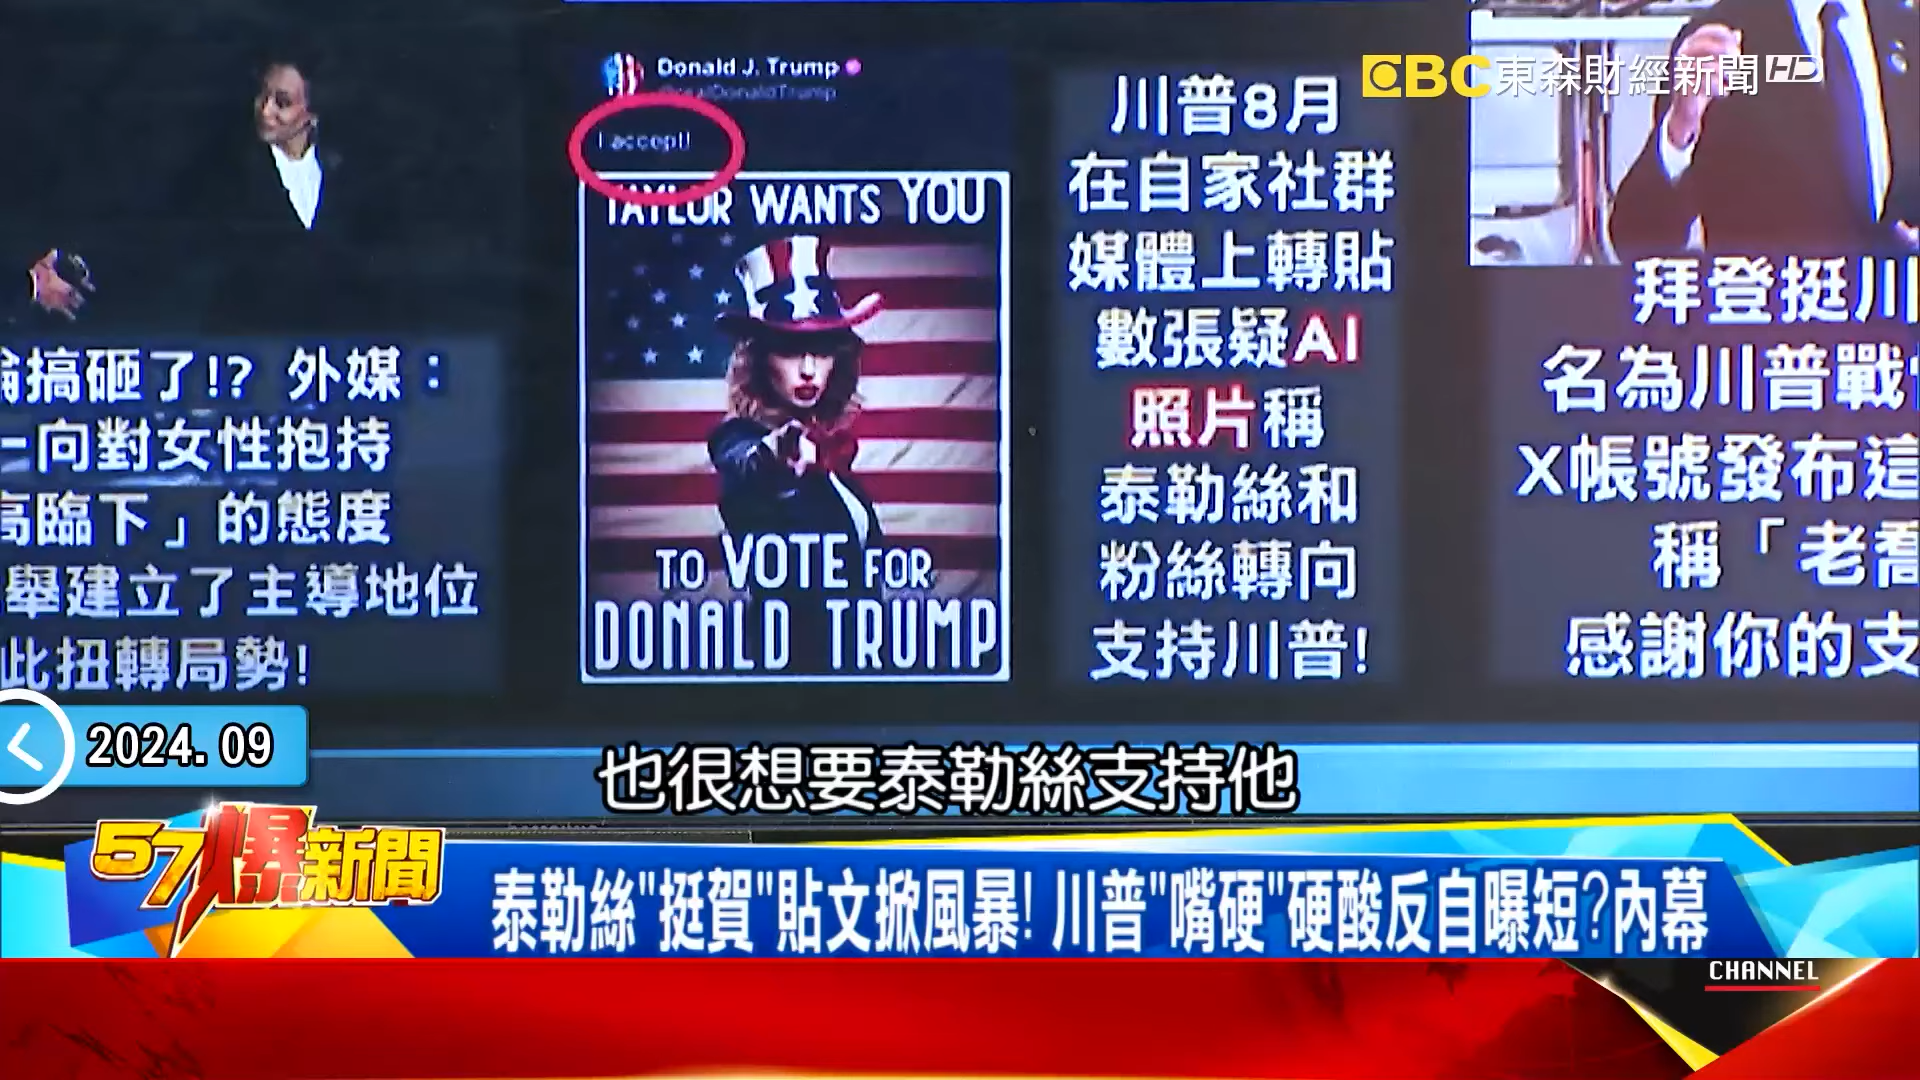 Donald J. Trump
@realDonaldTrump
I accept!
TAYLOR WANTS YOU
TO VOTE FOR
DONALD TRUMP
搞砸了!? 外媒：
一向對女性抱持
高臨下」的態度
舉建立了主導地位
此扭轉局勢!
川普8月
在自家社群
媒體上轉貼
數張疑AI
照片稱
泰勒絲和
粉絲轉向
支持川普!
EBC東森財經新聞HD
拜登挺川
名為川普戰
X帳號發布這
稱「老喬
感謝你的支
2024.09
也很想要泰勒絲支持他
57爆新聞
泰勒絲"挺賀"貼文掀風暴! 川普"嘴硬"硬酸反自曝短?內幕
CHANNEL